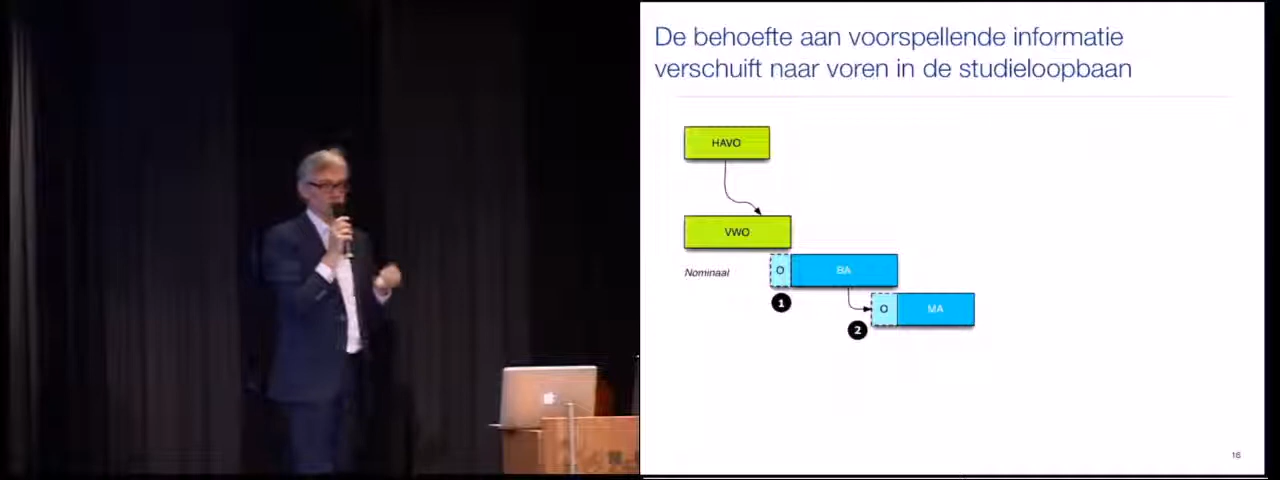 De behoefte aan voorspellende informatie
verschuift naar voren in de studieloopbaan
HAVO
VWO
Nominaal
O
BA
1
O
MA
2
16